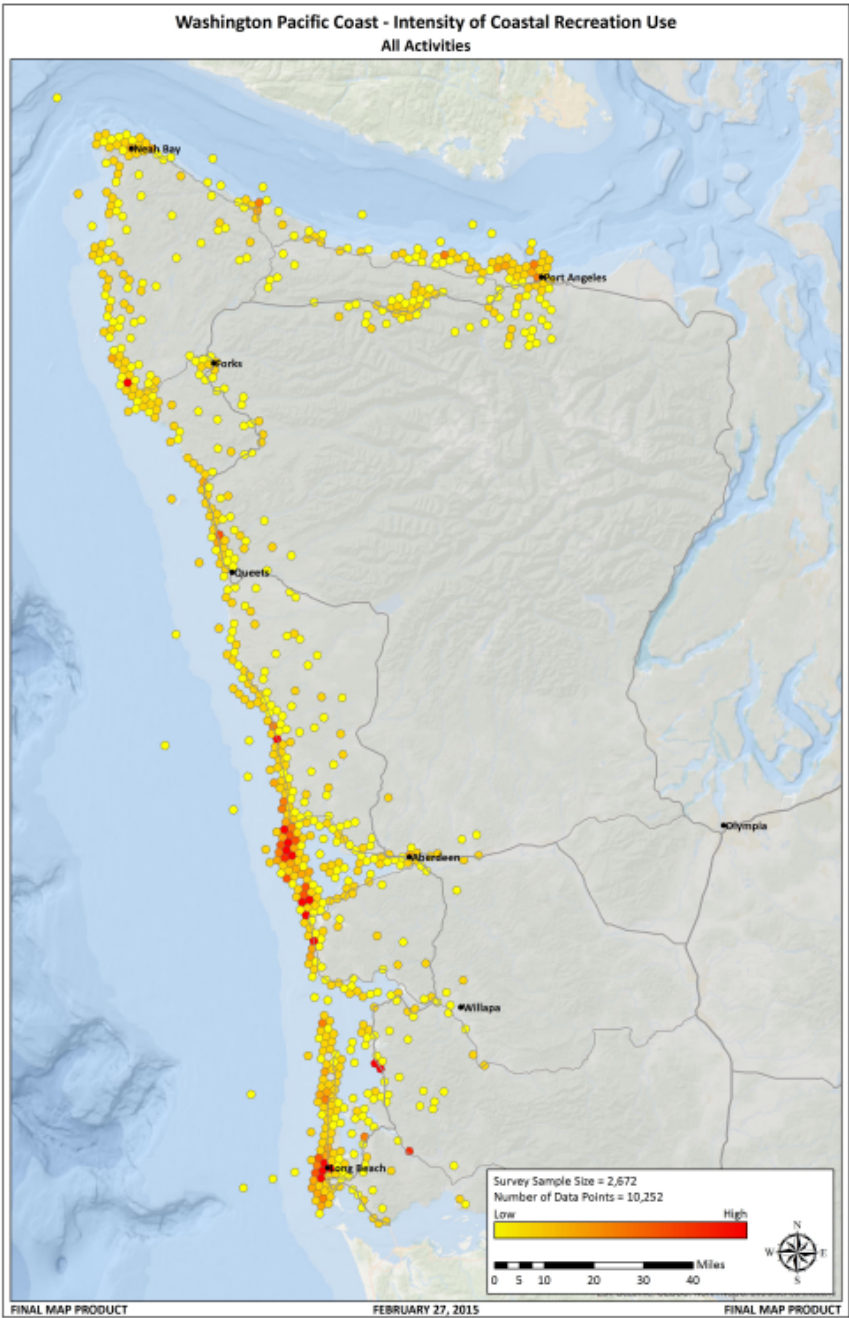 Washington Pacific Coast - Intensity of Coastal Recreation Use
All Activities
Neah Bay
Port Angeles
Forks
Queets
Olympia
Aberdeen
Willapa
Long Beach
Survey Sample Size = 2,672
Number of Data Points = 10,252
Low High
N
W E
S
Miles
0 5 10 20 30 40
FINAL MAP PRODUCT FEBRUARY 27, 2015 FINAL MAP PRODUCT